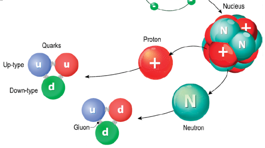 Nucleus
N
+
N
+
N
Proton
+
Quarks
Up-type
u
u
Down-type
d
u
d
Gluon
d
N
Neutron